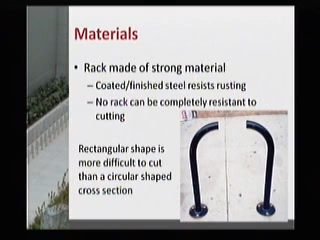 Materials
• Rack made of strong material
– Coated/finished steel resists rusting
– No rack can be completely resistant to
cutting
Rectangular shape is
more difficult to cut
than a circular shaped
cross section